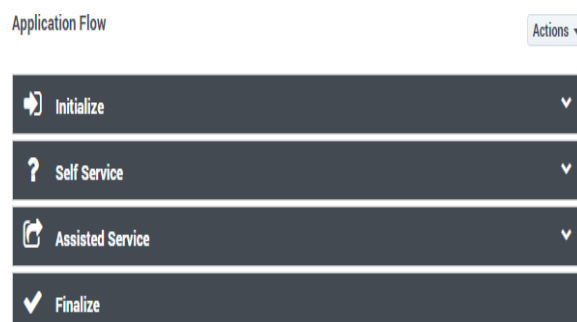 Application Flow
Actions
Initialize
Self Service
Assisted Service
Finalize